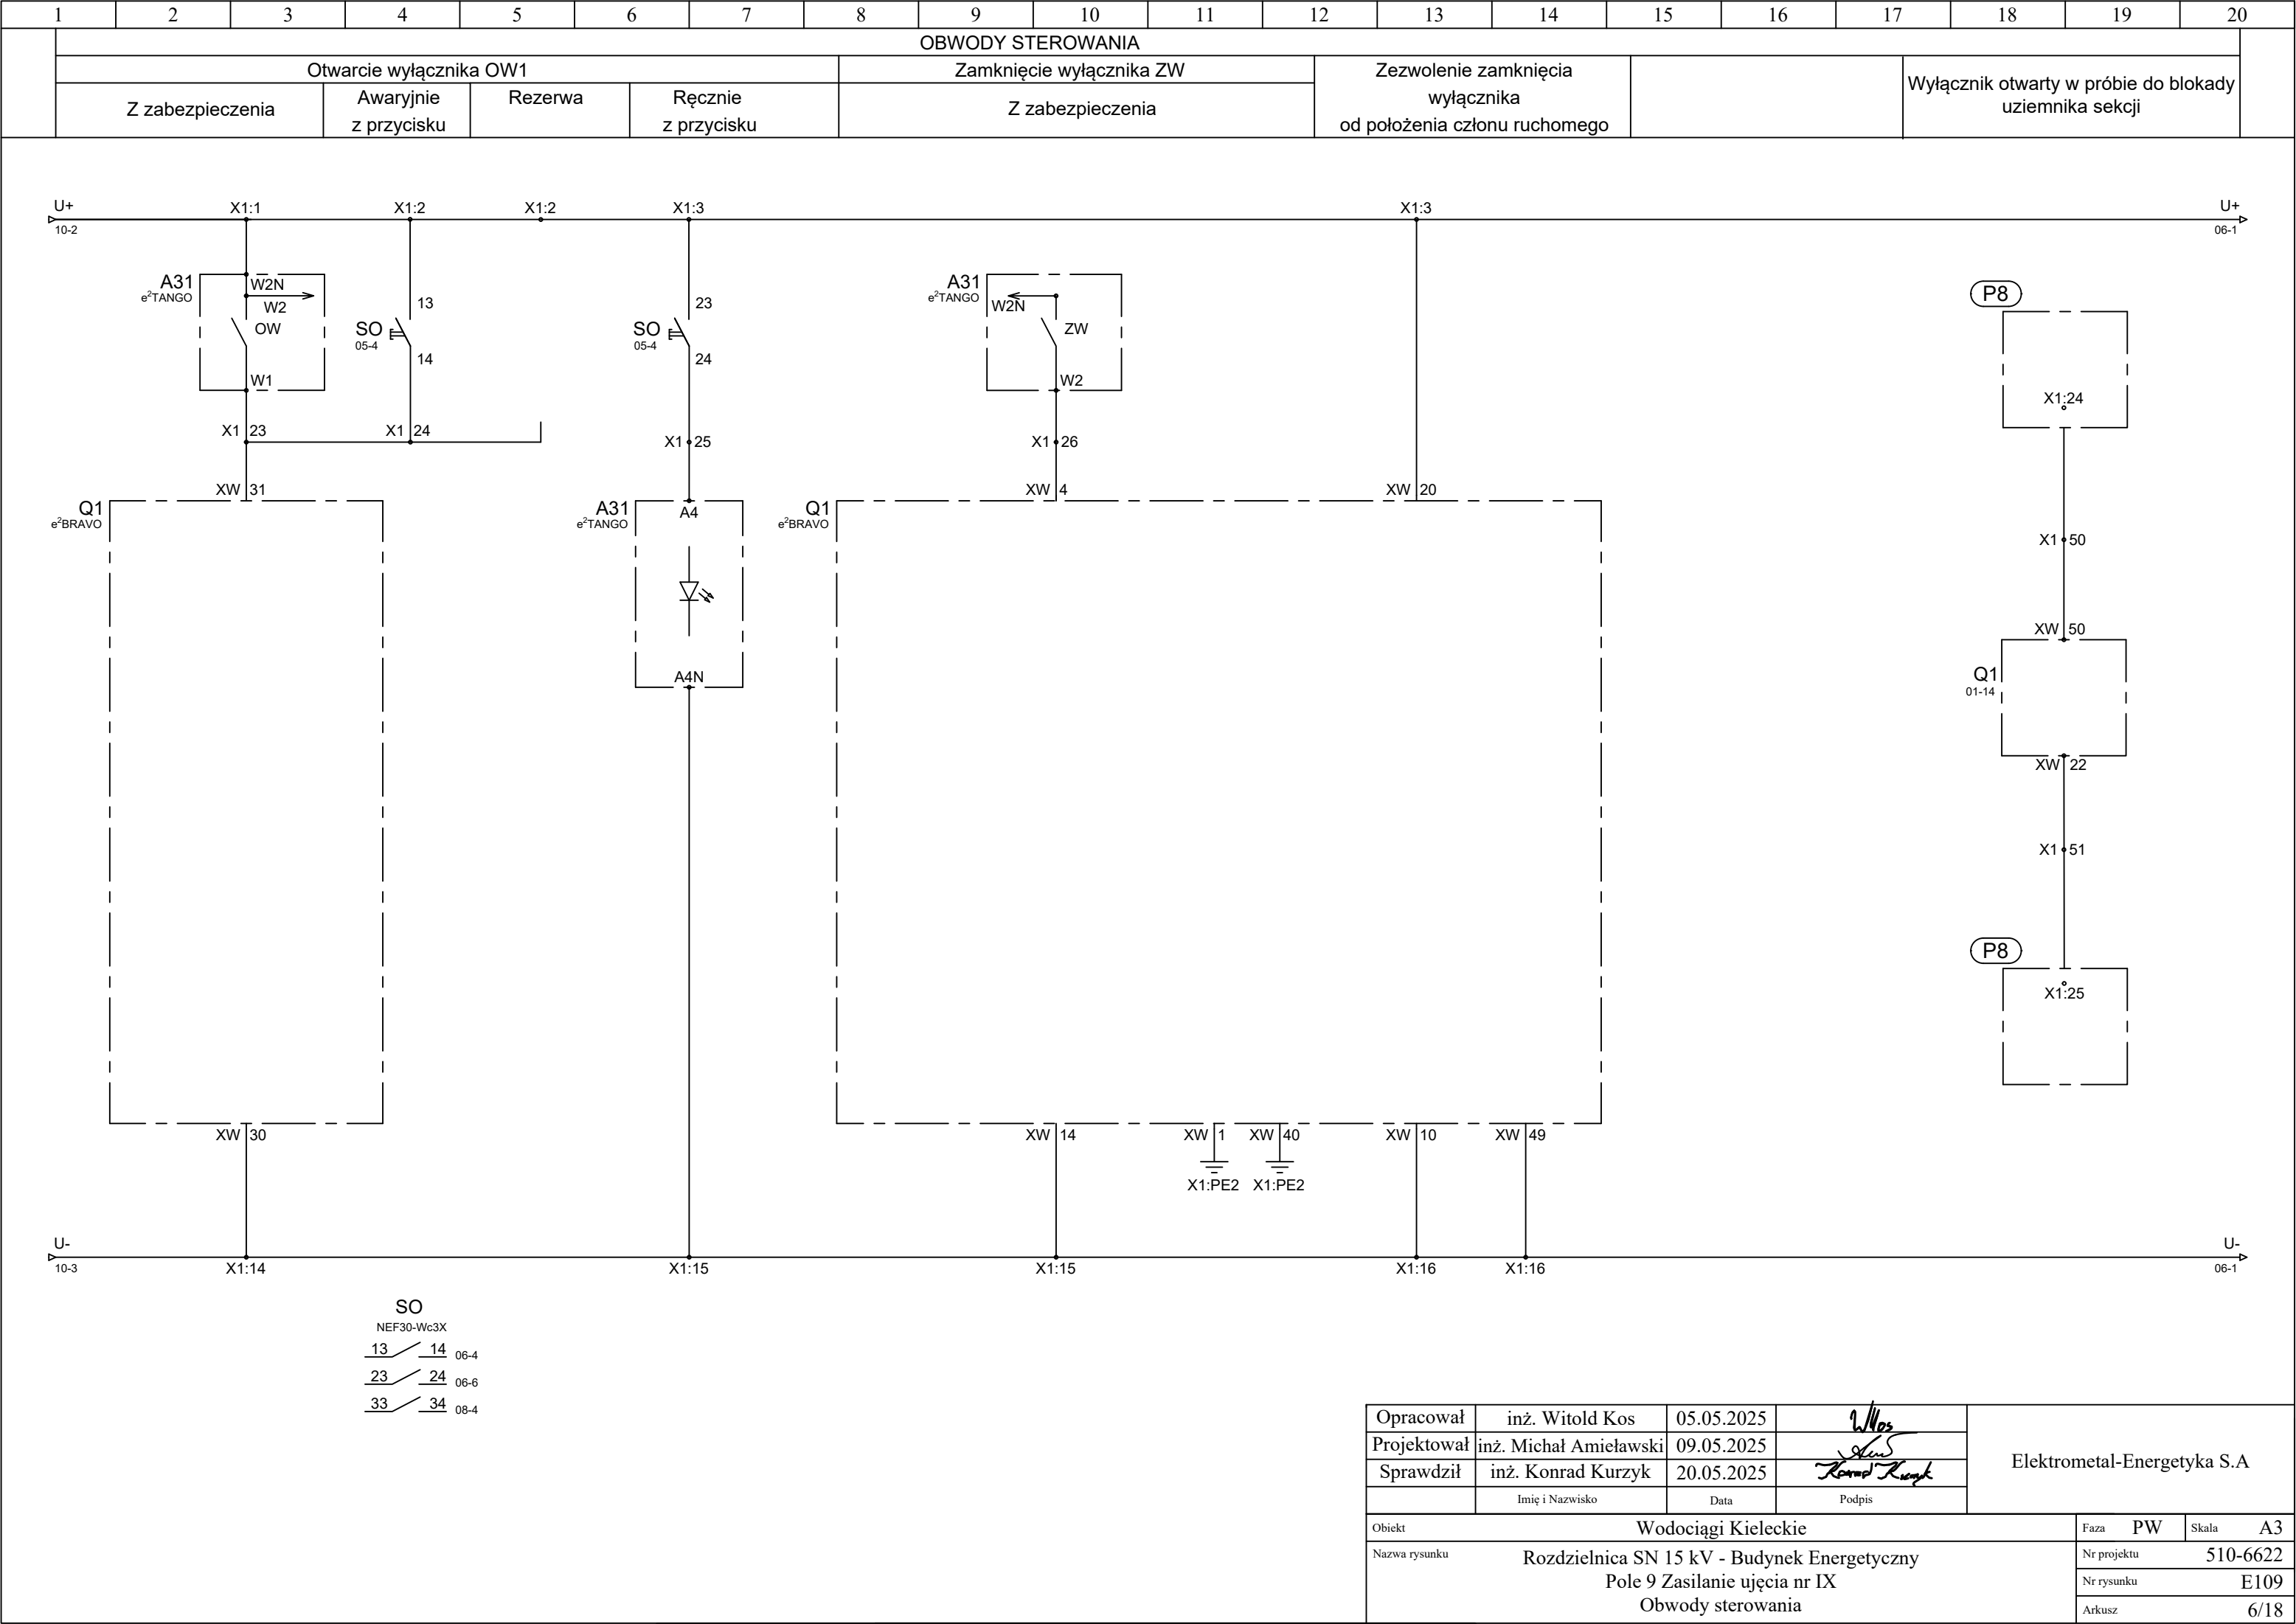 1 2 3 4 5 6 7 8 9 10 11 12 13 14 15 16 17 18 19 20
OBWODY STEROWANIA
Otwarcie wyłącznika OW1
Zamknięcie wyłącznika ZW
Z zabezpieczenia
Awaryjnie
z przycisku
Rezerwa
Ręcznie
z przycisku
Z zabezpieczenia
Zezwolenie zamknięcia
wyłącznika
od położenia członu ruchomego
Wyłącznik otwarty w próbie do blokady
uziemnika sekcji
U+
10-2
X1:1
X1:2
X1:2
X1:3
X1:3
U+
06-1
A31
e²TANGO
W2N
W2
OW
W1
SO
05-4
13
14
SO
05-4
23
24
A31
e²TANGO
W2N
ZW
W2
P8
X1:24
X1 23
X1 24
X1 25
X1 26
XW 31
XW 4
XW 20
Q1
e²BRAVO
A31
e²TANGO
A4
A4N
Q1
e²BRAVO
X1 50
XW 50
Q1
01-14
XW 22
X1 51
P8
X1:25
XW 30
XW 14
XW 1
XW 40
XW 10
XW 49
X1:PE2
X1:PE2
U-
10-3
X1:14
X1:15
X1:15
X1:16
X1:16
U-
06-1
SO
NEF30-Wc3X
13 14 06-4
23 24 06-6
33 34 08-4
Opracował inż. Witold Kos 05.05.2025
Projektował inż. Michał Amieławski 09.05.2025
Sprawdził inż. Konrad Kurzyk 20.05.2025 Konrad Kurzyk
Imię i Nazwisko Data Podpis
Elektrometal-Energetyka S.A
Obiekt Wodociągi Kieleckie
Faza PW Skala A3
Nazwa rysunku
Rozdzielnica SN 15 kV - Budynek Energetyczny
Pole 9 Zasilanie ujęcia nr IX
Obwody sterowania
Nr projektu 510-6622
Nr rysunku E109
Arkusz 6/18